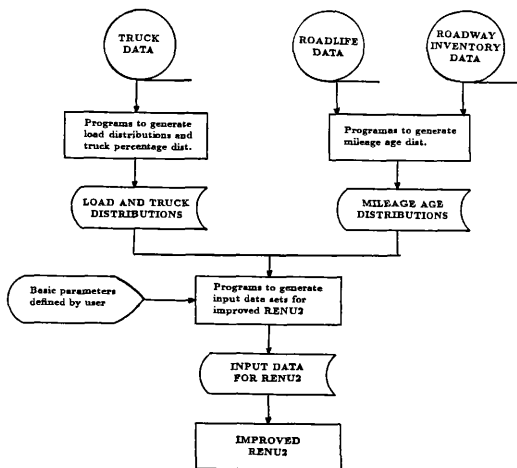 TRUCK
DATA
ROADLIFE
DATA
ROADWAY
INVENTORY
DATA
Programs to generate
load distributions and
truck percentage dist.
Programas to generate
mileage age dist.
LOAD AND TRUCK
DISTRIBUTIONS
MILEAGE AGE
DISTRIBUTIONS
Basic parameters
defined by user
Programs to generate
input data sets for
improved RENU2
INPUT DATA
FOR RENU2
IMPROVED
RENU2